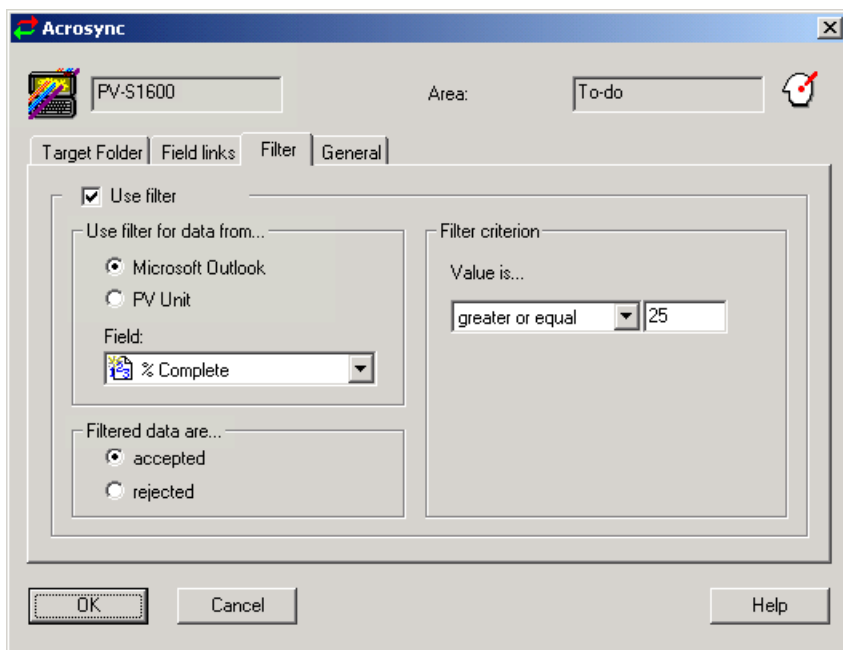 Acrosync
PV-S1600
Area:
To-do
Target Folder
Field links
Filter
General
Use filter
Use filter for data from...
Microsoft Outlook
PV Unit
Field:
% Complete
Filtered data are...
accepted
rejected
Filter criterion
Value is...
greater or equal
25
OK
Cancel
Help